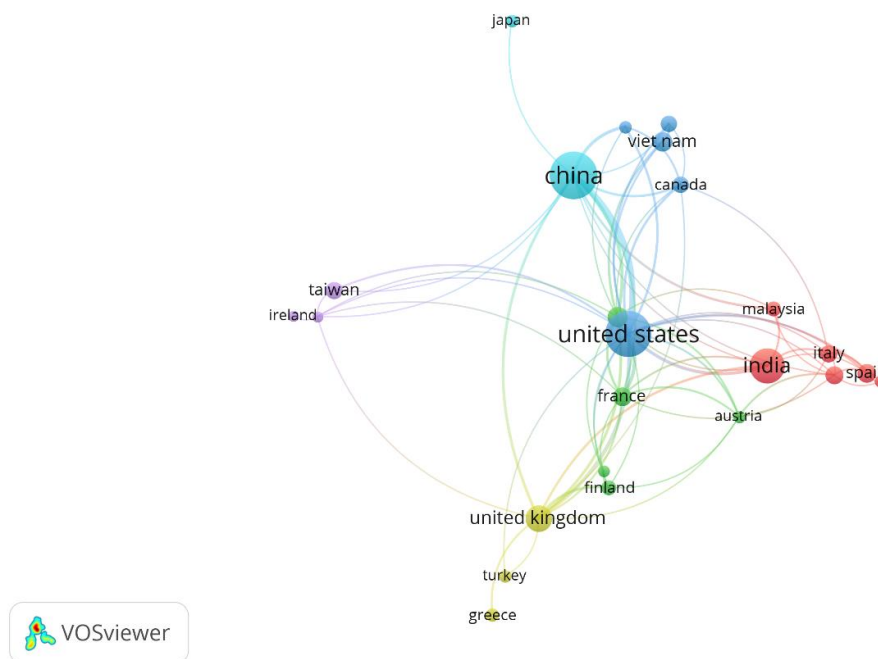 japan
viet nam
china
canada
taiwan
malaysia
ireland
united states
italy
india
spai
france
austria
finland
united kingdom
turkey
greece
VOSviewer